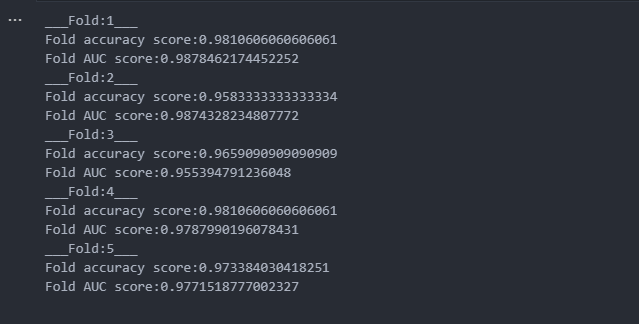 ...
___Fold:1___
Fold accuracy score:0.9810606060606061
Fold AUC score:0.9878462174452252
___Fold:2___
Fold accuracy score:0.9583333333333334
Fold AUC score:0.9874328234807772
___Fold:3___
Fold accuracy score:0.9659090909090909
Fold AUC score:0.955394791236048
___Fold:4___
Fold accuracy score:0.9810606060606061
Fold AUC score:0.9787990196078431
___Fold:5___
Fold accuracy score:0.973384030418251
Fold AUC score:0.9771518777002327